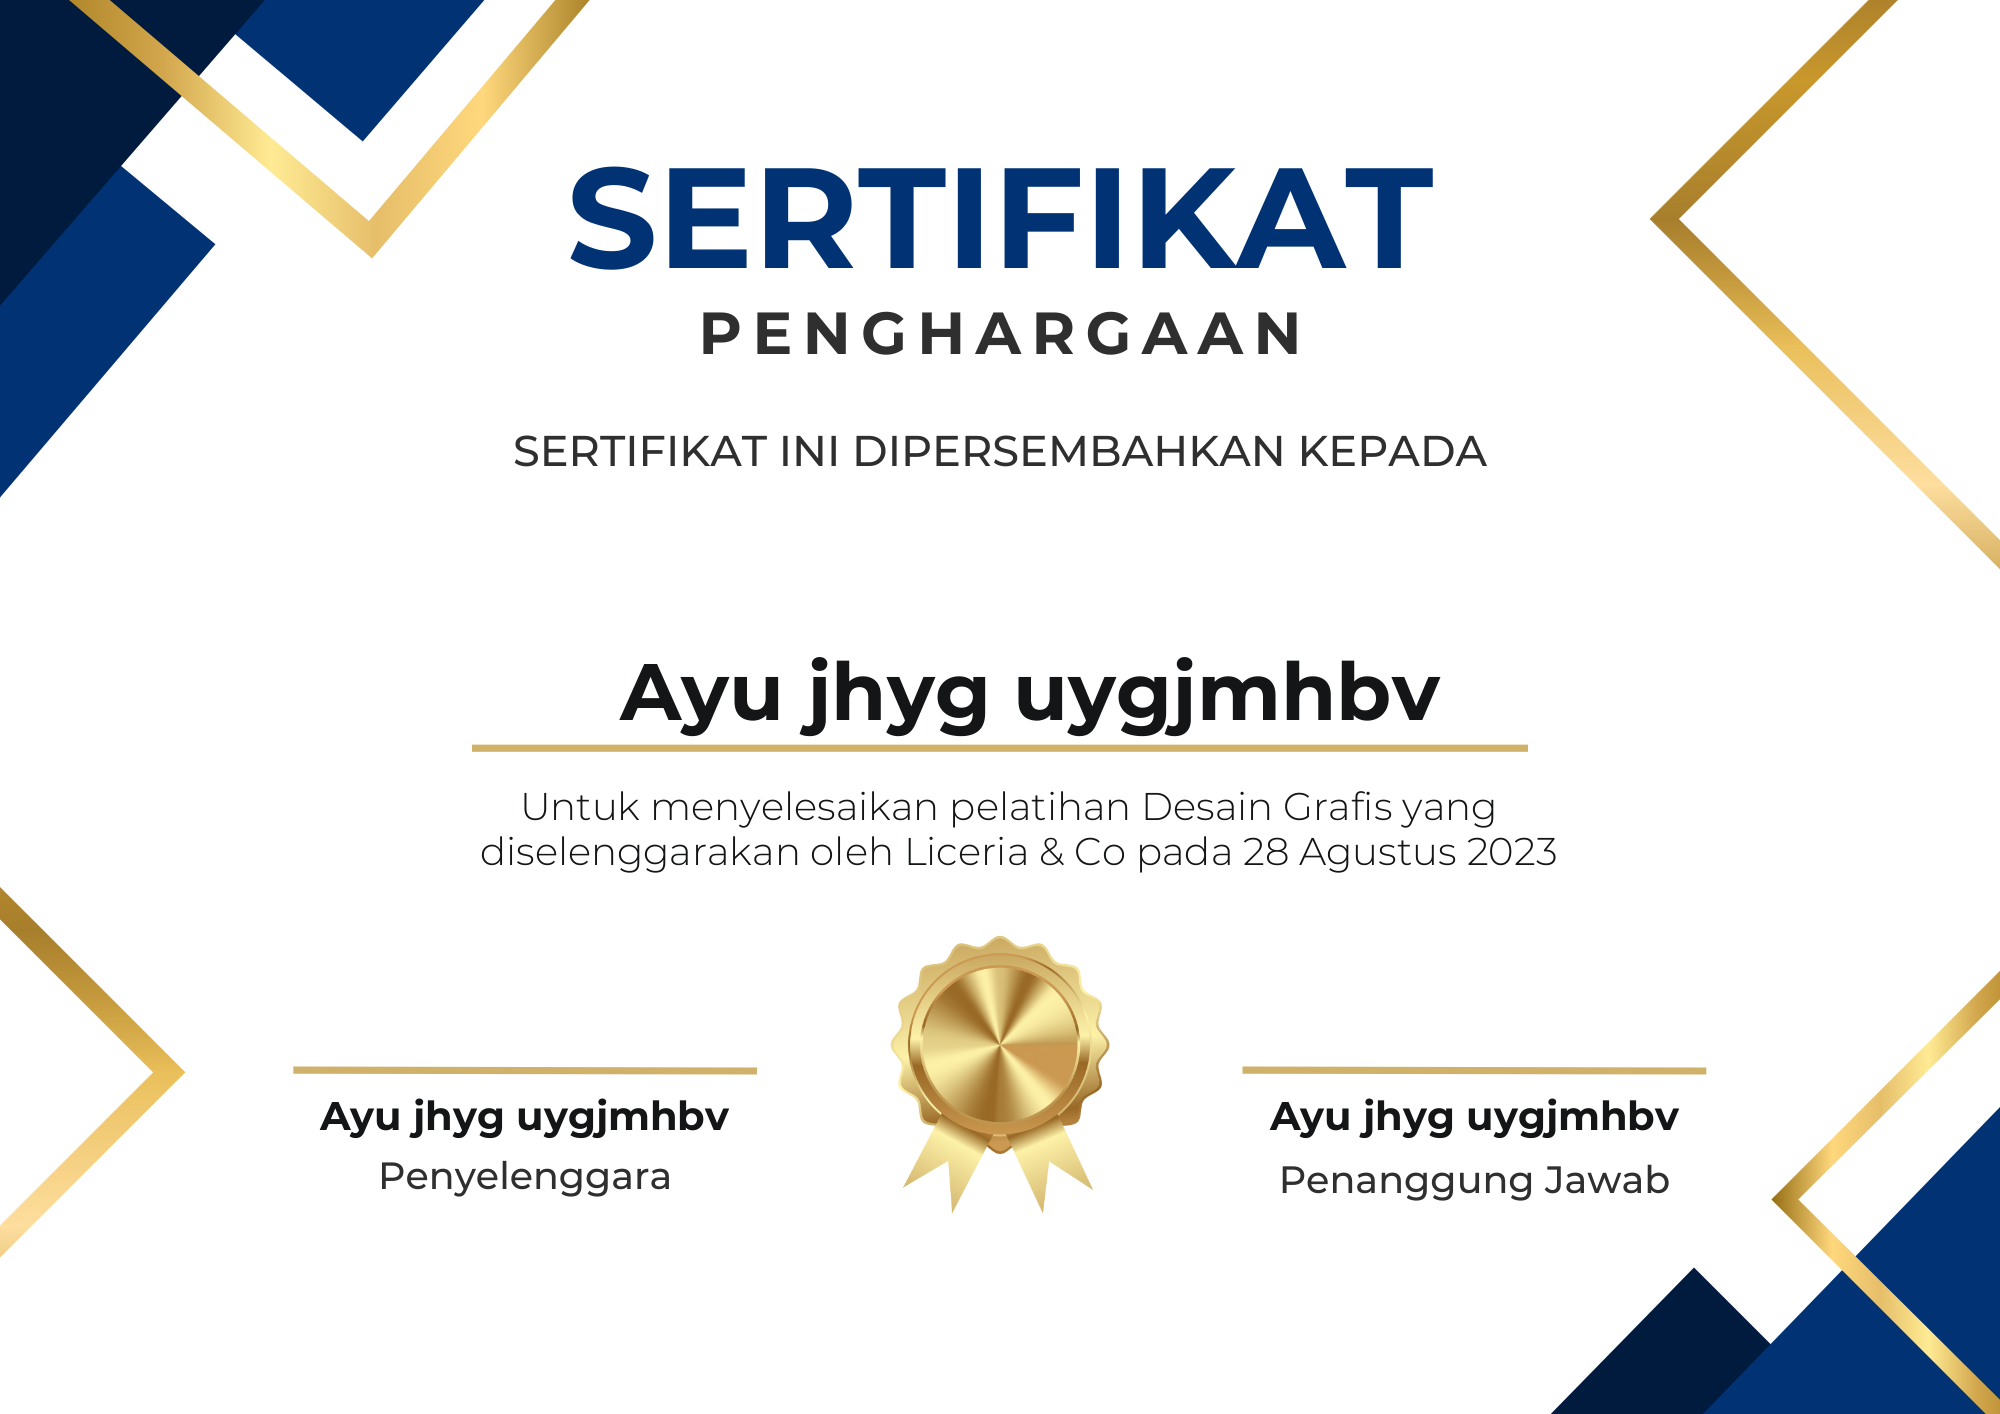 SERTIFIKAT
PENGHARGAAN
SERTIFIKAT INI DIPERSEMBAHKAN KEPADA
Ayu jhyg uygjmhbv
Untuk menyelesaikan pelatihan Desain Grafis yang
diselenggarakan oleh Liceria & Co pada 28 Agustus 2023
Ayu jhyg uygjmhbv
Penyelenggara
Ayu jhyg uygjmhbv
Penanggung Jawab